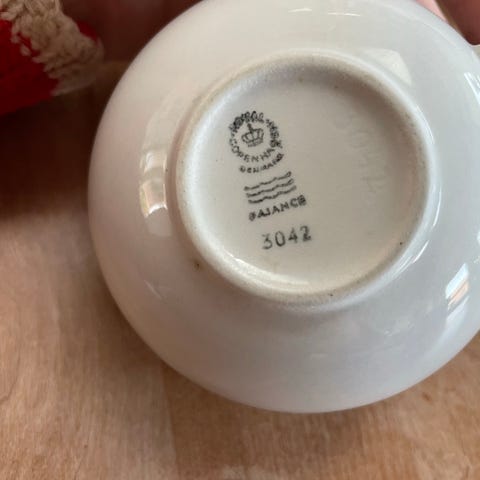 ROYAL
COPENHAGEN
DENMARK
FAJANCE
3042